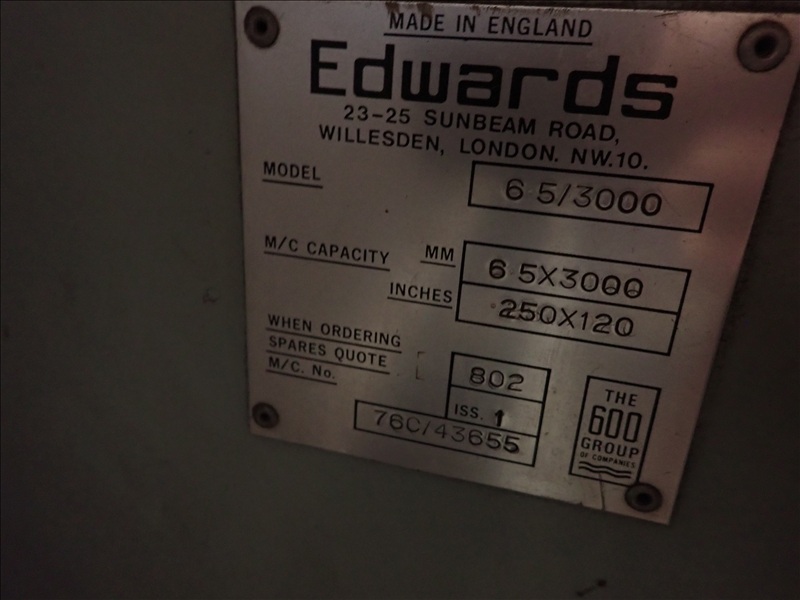 MADE IN ENGLAND
Edwards
23-25 SUNBEAM ROAD,
WILLESDEN, LONDON. NW.10.
MODEL 6 5/3000
M/C CAPACITY MM 6 5X3000
INCHES ·250X120
WHEN ORDERING
SPARES QUOTE 802
M/C. No. ISS. 1
76C/43655
THE
600
GROUP
OF COMPANIES